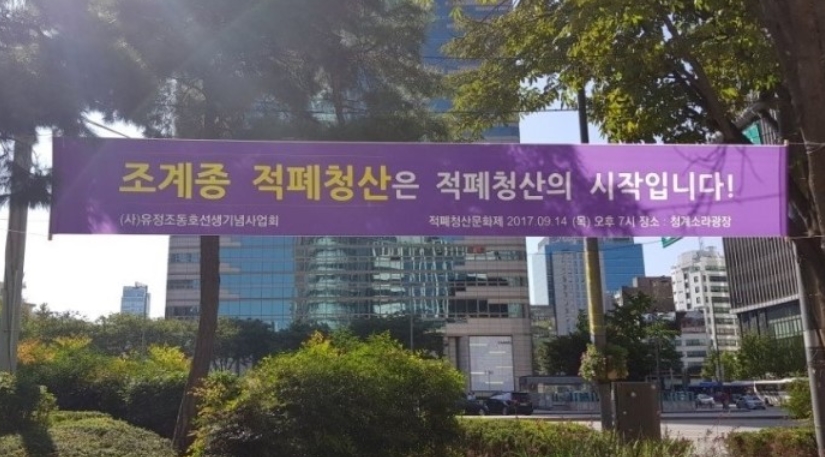 조계종 적폐청산은 적폐청산의 시작입니다!
(사)유정조동호선생기념사업회 적폐청산문화제 2017.09.14 (목) 오후 7시 장소 : 청계소라광장